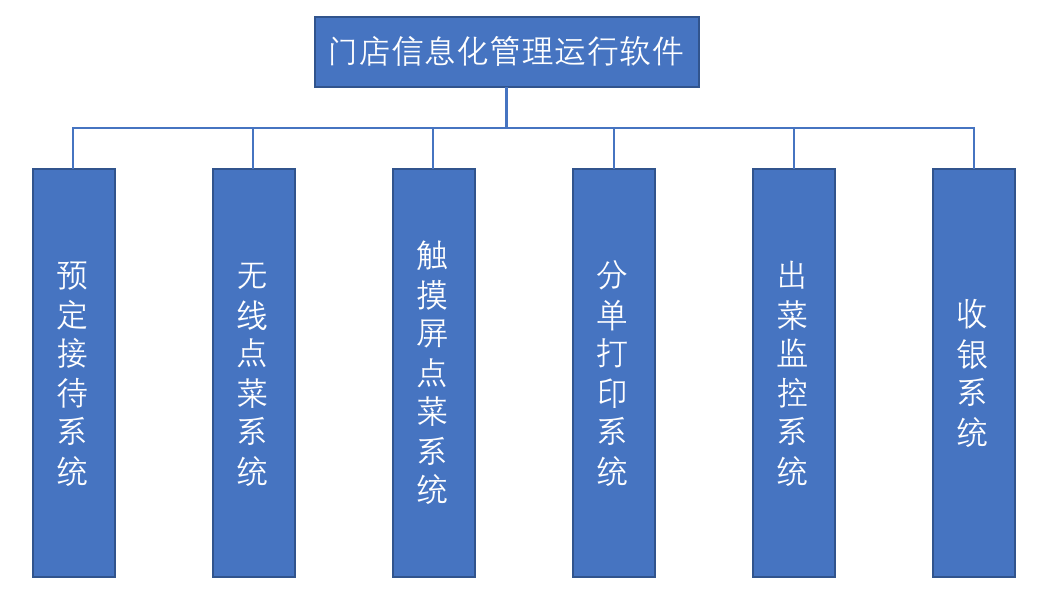 门店信息化管理运行软件
预定接待系统
无线点菜系统
触摸屏点菜系统
分单打印系统
出菜监控系统
收银系统